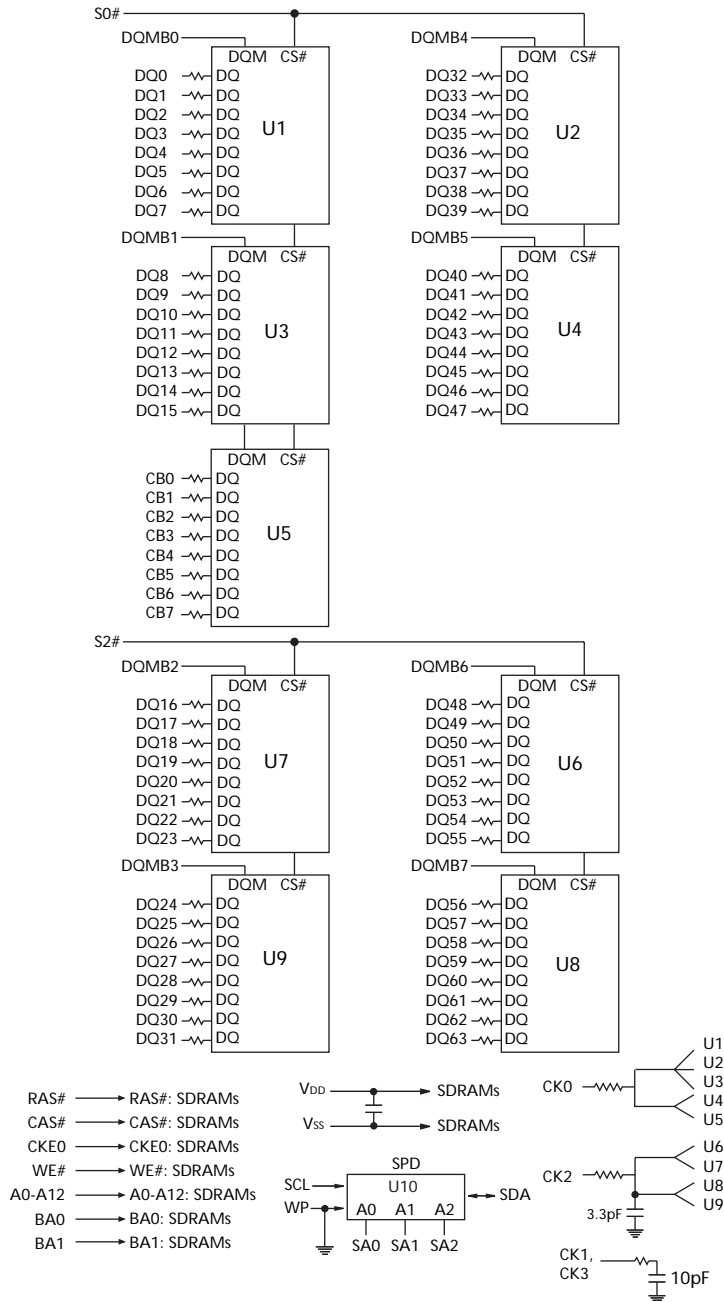 S0#
DQMB0
DQM CS#
DQ0 DQ
DQ1 DQ
DQ2 DQ
DQ3 DQ
DQ4 DQ
DQ5 DQ
DQ6 DQ
DQ7 DQ
U1
DQMB4
DQM CS#
DQ32 DQ
DQ33 DQ
DQ34 DQ
DQ35 DQ
DQ36 DQ
DQ37 DQ
DQ38 DQ
DQ39 DQ
U2
DQMB1
DQM CS#
DQ8 DQ
DQ9 DQ
DQ10 DQ
DQ11 DQ
DQ12 DQ
DQ13 DQ
DQ14 DQ
DQ15 DQ
U3
DQMB5
DQM CS#
DQ40 DQ
DQ41 DQ
DQ42 DQ
DQ43 DQ
DQ44 DQ
DQ45 DQ
DQ46 DQ
DQ47 DQ
U4
DQM CS#
CB0 DQ
CB1 DQ
CB2 DQ
CB3 DQ
CB4 DQ
CB5 DQ
CB6 DQ
CB7 DQ
U5
S2#
DQMB2
DQM CS#
DQ16 DQ
DQ17 DQ
DQ18 DQ
DQ19 DQ
DQ20 DQ
DQ21 DQ
DQ22 DQ
DQ23 DQ
U7
DQMB6
DQM CS#
DQ48 DQ
DQ49 DQ
DQ50 DQ
DQ51 DQ
DQ52 DQ
DQ53 DQ
DQ54 DQ
DQ55 DQ
U6
DQMB3
DQM CS#
DQ24 DQ
DQ25 DQ
DQ26 DQ
DQ27 DQ
DQ28 DQ
DQ29 DQ
DQ30 DQ
DQ31 DQ
U9
DQMB7
DQM CS#
DQ56 DQ
DQ57 DQ
DQ58 DQ
DQ59 DQ
DQ60 DQ
DQ61 DQ
DQ62 DQ
DQ63 DQ
U8
RAS# RAS#: SDRAMs
CAS# CAS#: SDRAMs
CKE0 CKE0: SDRAMs
WE# WE#: SDRAMs
A0-A12 A0-A12: SDRAMs
BA0 BA0: SDRAMs
BA1 BA1: SDRAMs
VDD SDRAMs
VSS SDRAMs
SPD
U10
SCL
WP
A0 A1 A2
SDA
SA0 SA1 SA2
CK0
U1
U2
U3
U4
U5
CK2
U6
U7
U8
U9
3.3pF
CK1,
CK3
10pF